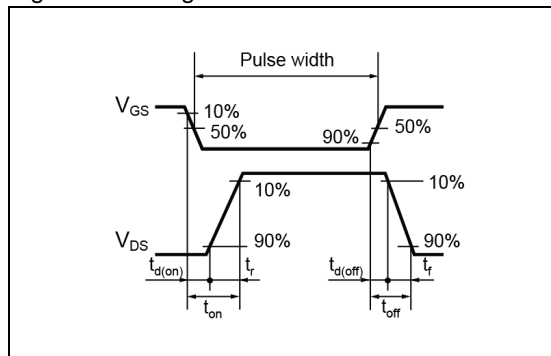 Pulse width
V_GS
10%
50%
90%
50%
10%
10%
V_DS
90%
90%
t_d(on)
t_r
t_d(off)
t_f
t_on
t_off